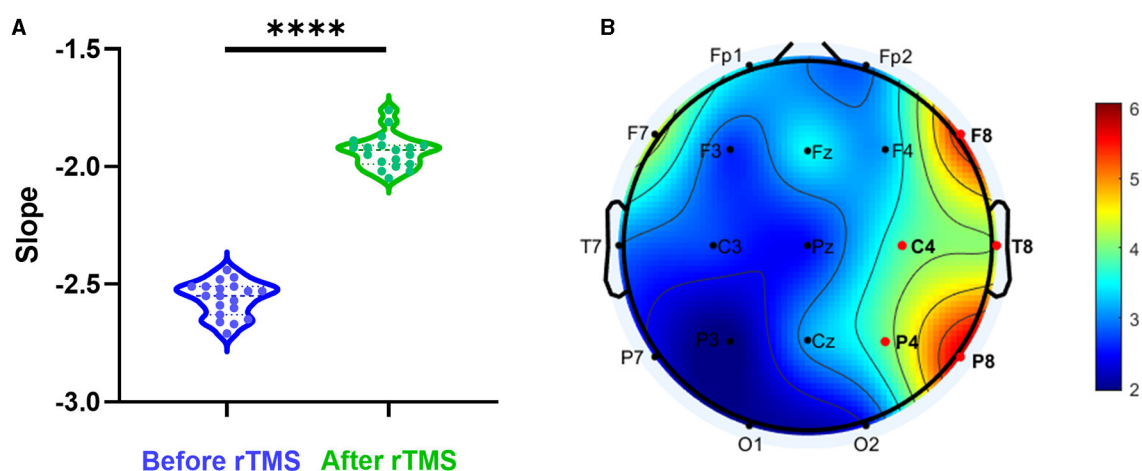 A
****
-1.5
-2.0
-2.5
-3.0
Slope
Before rTMS After rTMS
B
Fp1 Fp2
F7 F3 Fz F4 F8
T7 C3 Pz C4 T8
P7 P3 Cz P4 P8
O1 O2
6
5
4
3
2